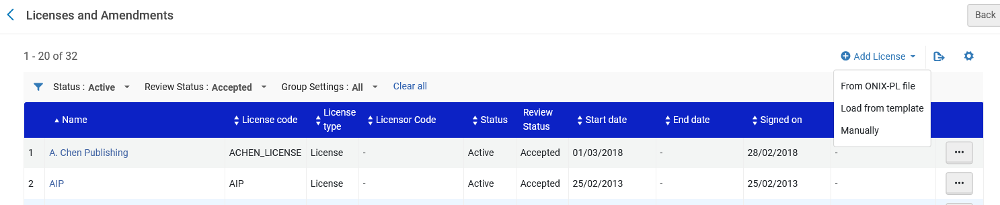 Licenses and Amendments
Back
1 - 20 of 32
Add License
From ONIX-PL file
Load from template
Manually
Status : Active Review Status : Accepted Group Settings : All Clear all
Name License code License type Licensor Code Status Review Status Start date End date Signed on
1 A. Chen Publishing ACHEN_LICENSE License - Active Accepted 01/03/2018 - 28/02/2018 - ...
2 AIP AIP License - Active Accepted 25/02/2013 - 25/02/2013 - ...